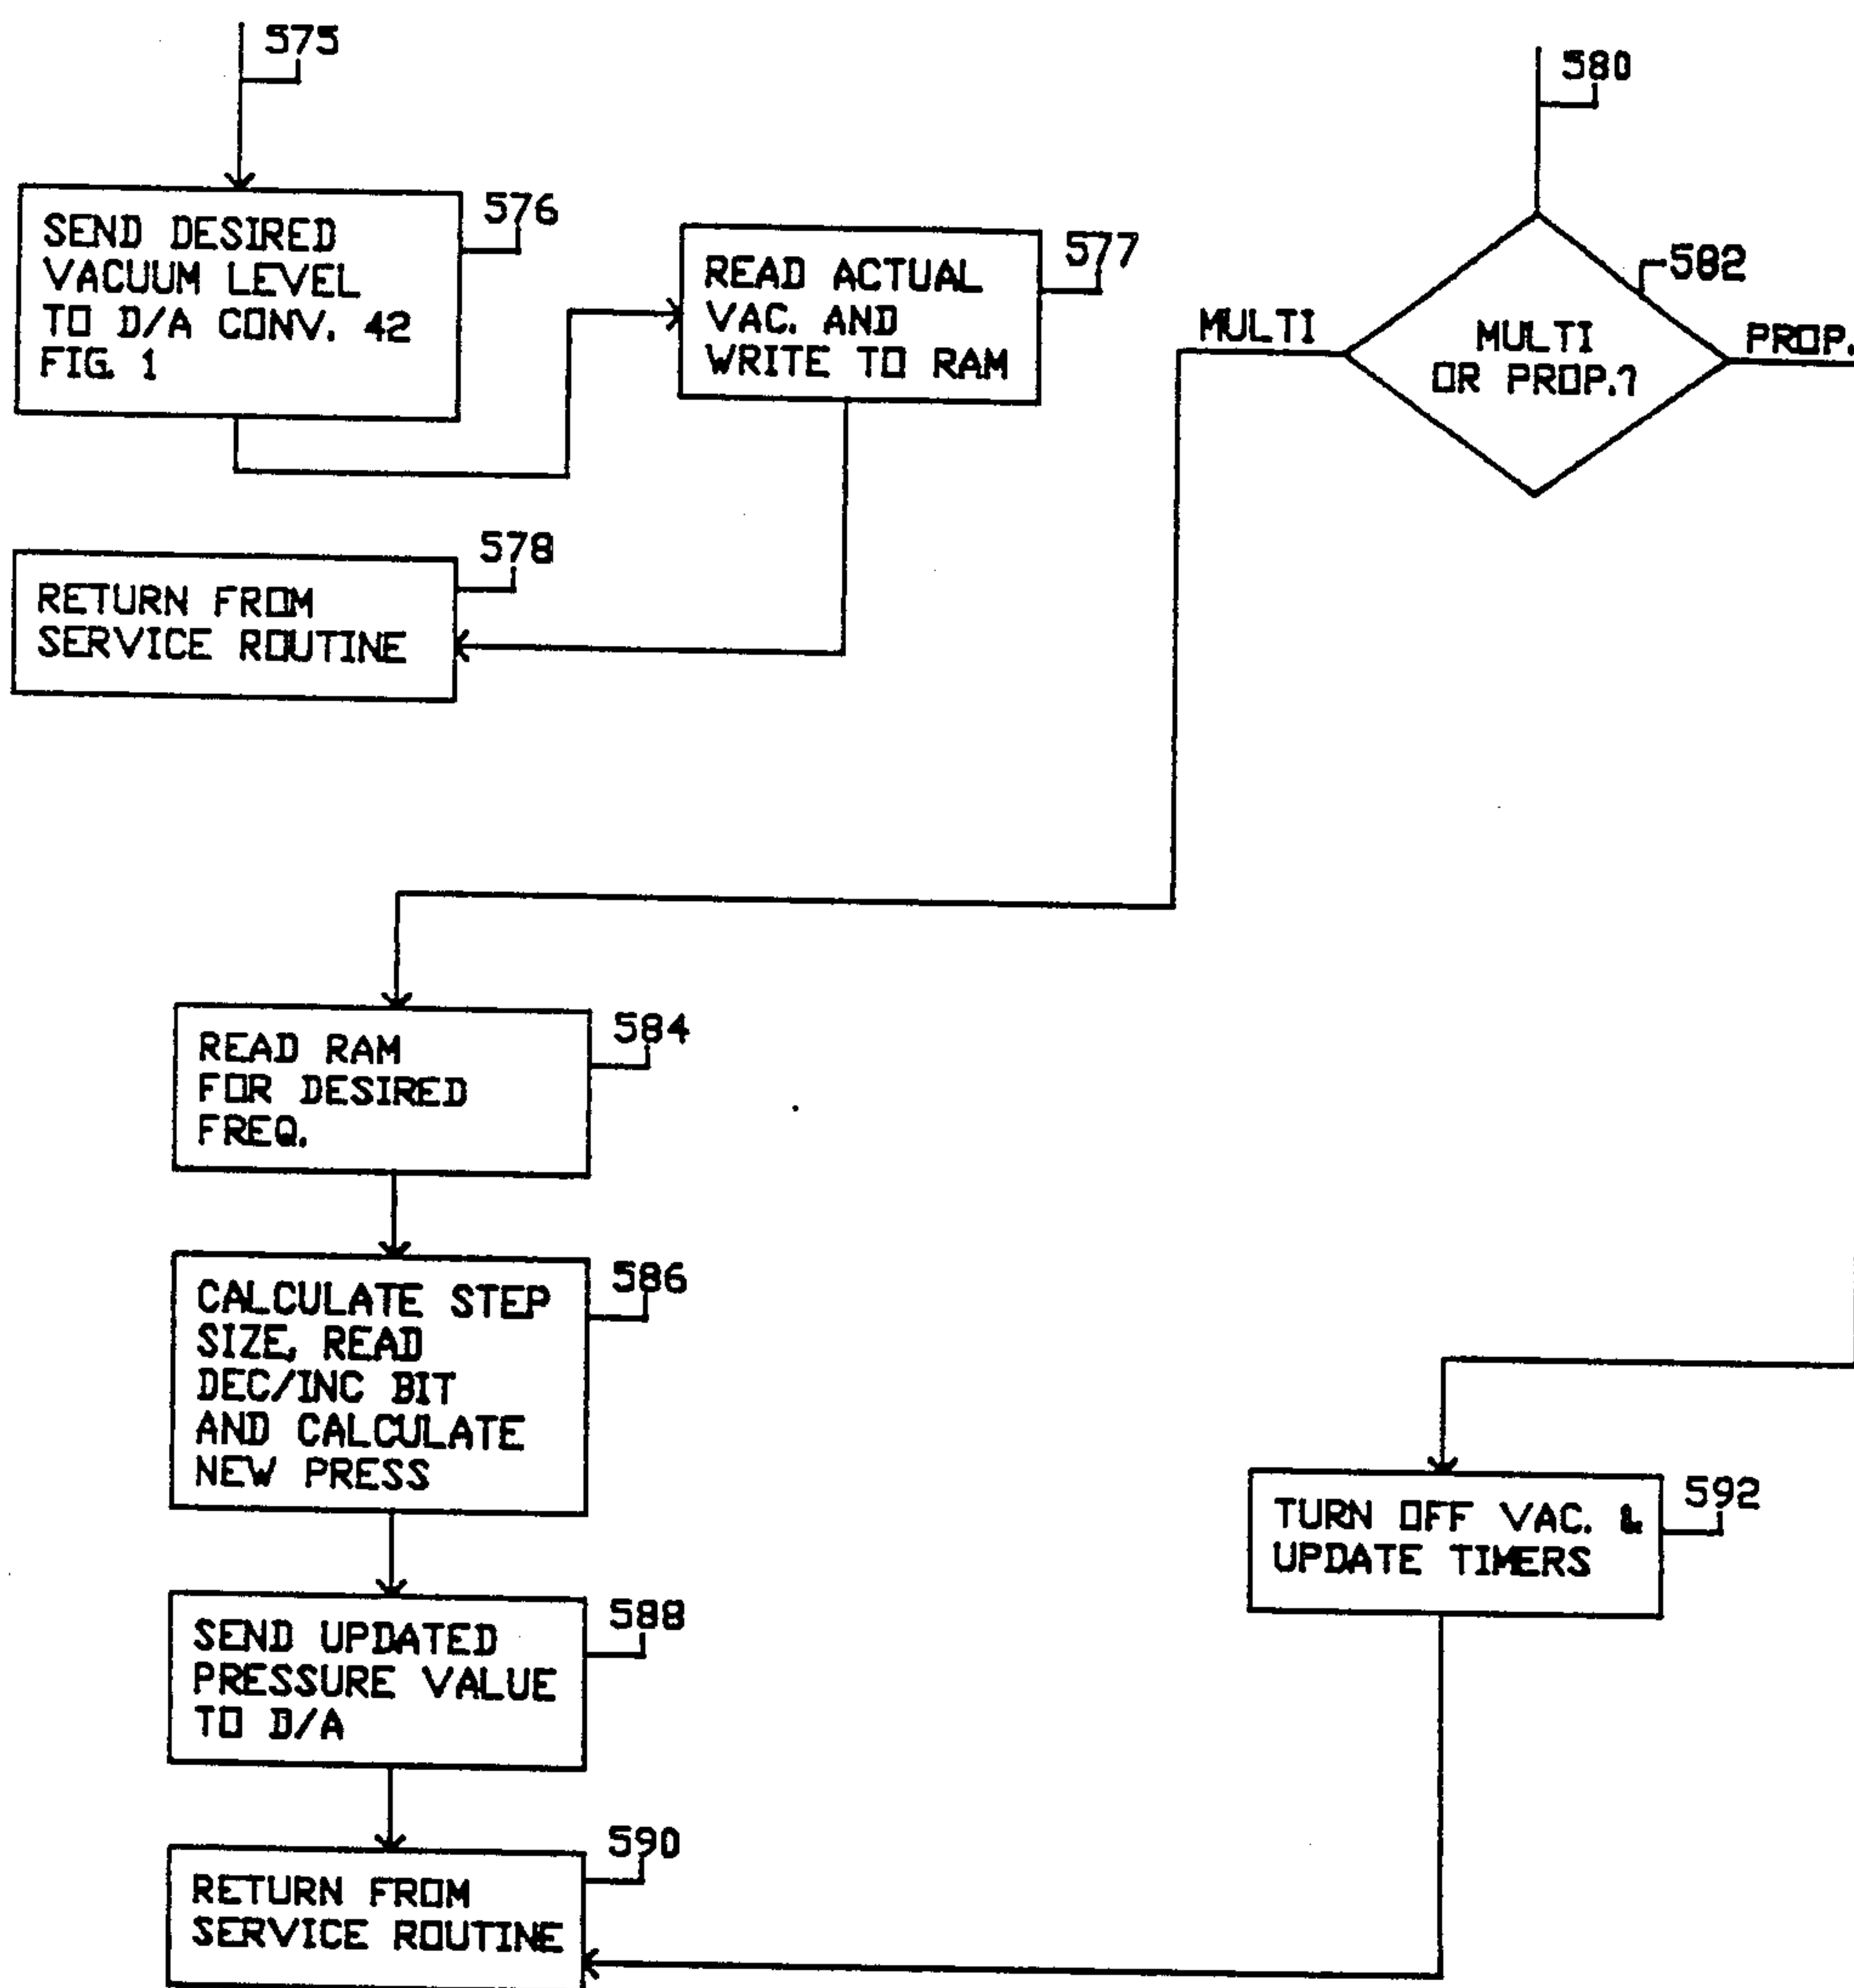 575
SEND DESIRED
VACUUM LEVEL
TO D/A CONV. 42
FIG. 1
576
READ ACTUAL
VAC. AND
WRITE TO RAM
577
RETURN FROM
SERVICE ROUTINE
578
580
582
MULTI
OR PROP.?
MULTI
PROP.
READ RAM
FOR DESIRED
FREQ.
584
CALCULATE STEP
SIZE, READ
DEC/INC BIT
AND CALCULATE
NEW PRESS
586
SEND UPDATED
PRESSURE VALUE
TO D/A
588
RETURN FROM
SERVICE ROUTINE
590
TURN OFF VAC. &
UPDATE TIMERS
592